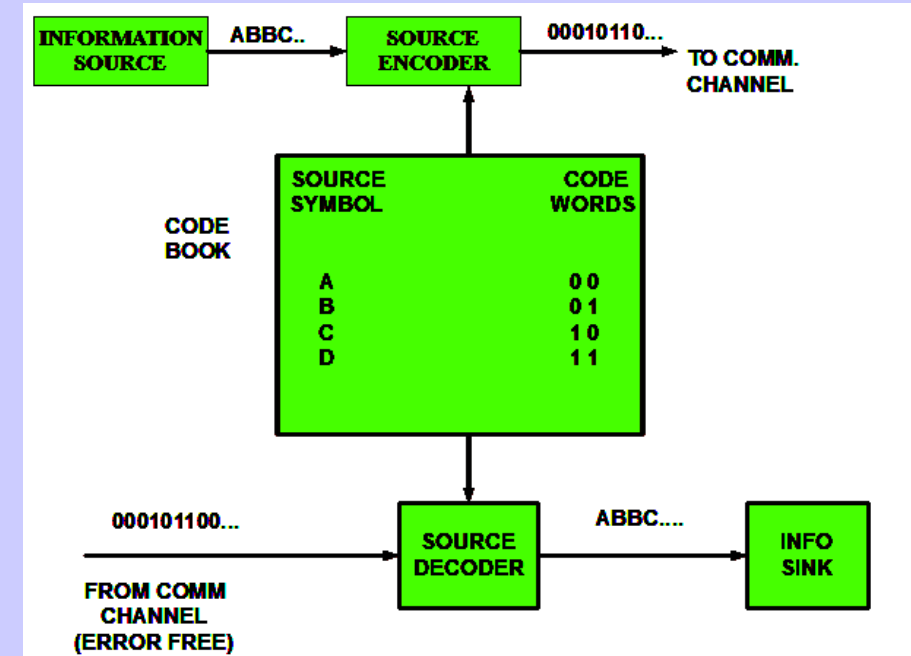 INFORMATION
SOURCE
ABBC..
SOURCE
ENCODER
00010110...
TO COMM.
CHANNEL
CODE
BOOK
SOURCE
SYMBOL
CODE
WORDS
A 0 0
B 0 1
C 1 0
D 1 1
000101100...
FROM COMM
CHANNEL
(ERROR FREE)
SOURCE
DECODER
ABBC....
INFO
SINK